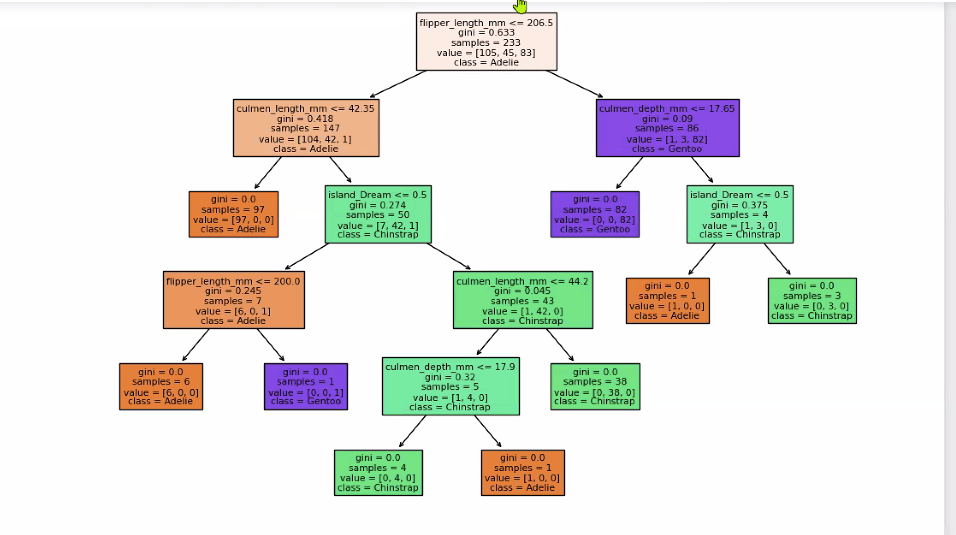 flipper_length_mm <= 206.5
gini = 0.633
samples = 233
value = [105, 45, 83]
class = Adelie
culmen_length_mm <= 42.35
gini = 0.418
samples = 147
value = [104, 42, 1]
class = Adelie
culmen_depth_mm <= 17.65
gini = 0.09
samples = 86
value = [1, 3, 82]
class = Gentoo
gini = 0.0
samples = 97
value = [97, 0, 0]
class = Adelie
island_Dream <= 0.5
gini = 0.274
samples = 50
value = [7, 42, 1]
class = Chinstrap
gini = 0.0
samples = 82
value = [0, 0, 82]
class = Gentoo
island_Dream <= 0.5
gini = 0.375
samples = 4
value = [1, 3, 0]
class = Chinstrap
flipper_length_mm <= 200.0
gini = 0.245
samples = 7
value = [6, 0, 1]
class = Adelie
culmen_length_mm <= 44.2
gini = 0.045
samples = 43
value = [1, 42, 0]
class = Chinstrap
gini = 0.0
samples = 1
value = [1, 0, 0]
class = Adelie
gini = 0.0
samples = 3
value = [0, 3, 0]
class = Chinstrap
gini = 0.0
samples = 6
value = [6, 0, 0]
class = Adelie
gini = 0.0
samples = 1
value = [0, 0, 1]
class = Gentoo
culmen_depth_mm <= 17.9
gini = 0.32
samples = 5
value = [1, 4, 0]
class = Chinstrap
gini = 0.0
samples = 38
value = [0, 38, 0]
class = Chinstrap
gini = 0.0
samples = 4
value = [0, 4, 0]
class = Chinstrap
gini = 0.0
samples = 1
value = [1, 0, 0]
class = Adelie